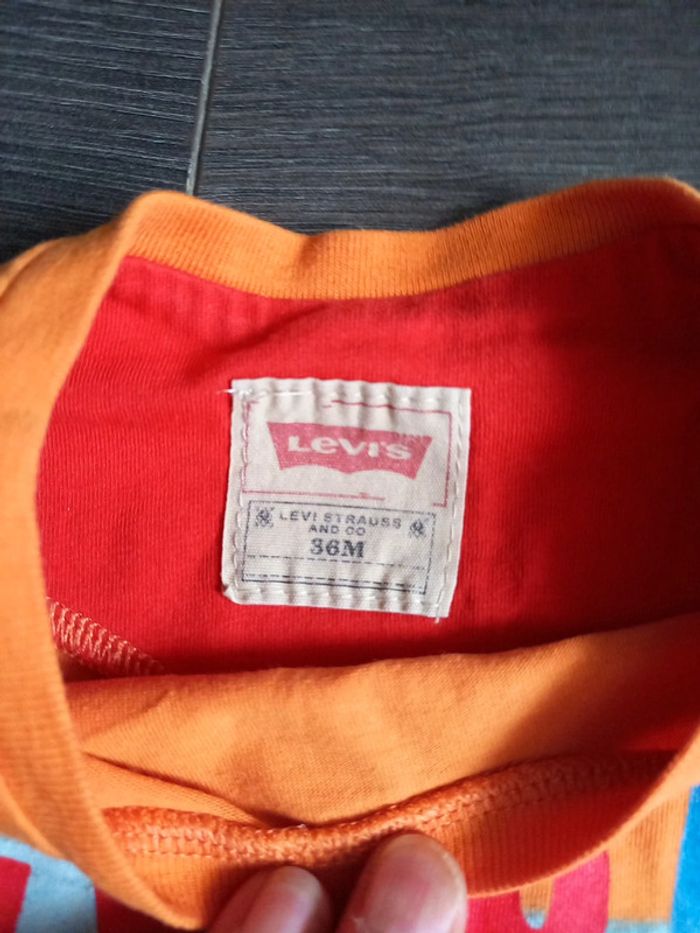 LEVI'S
LEVI STRAUSS
AND CO
36M